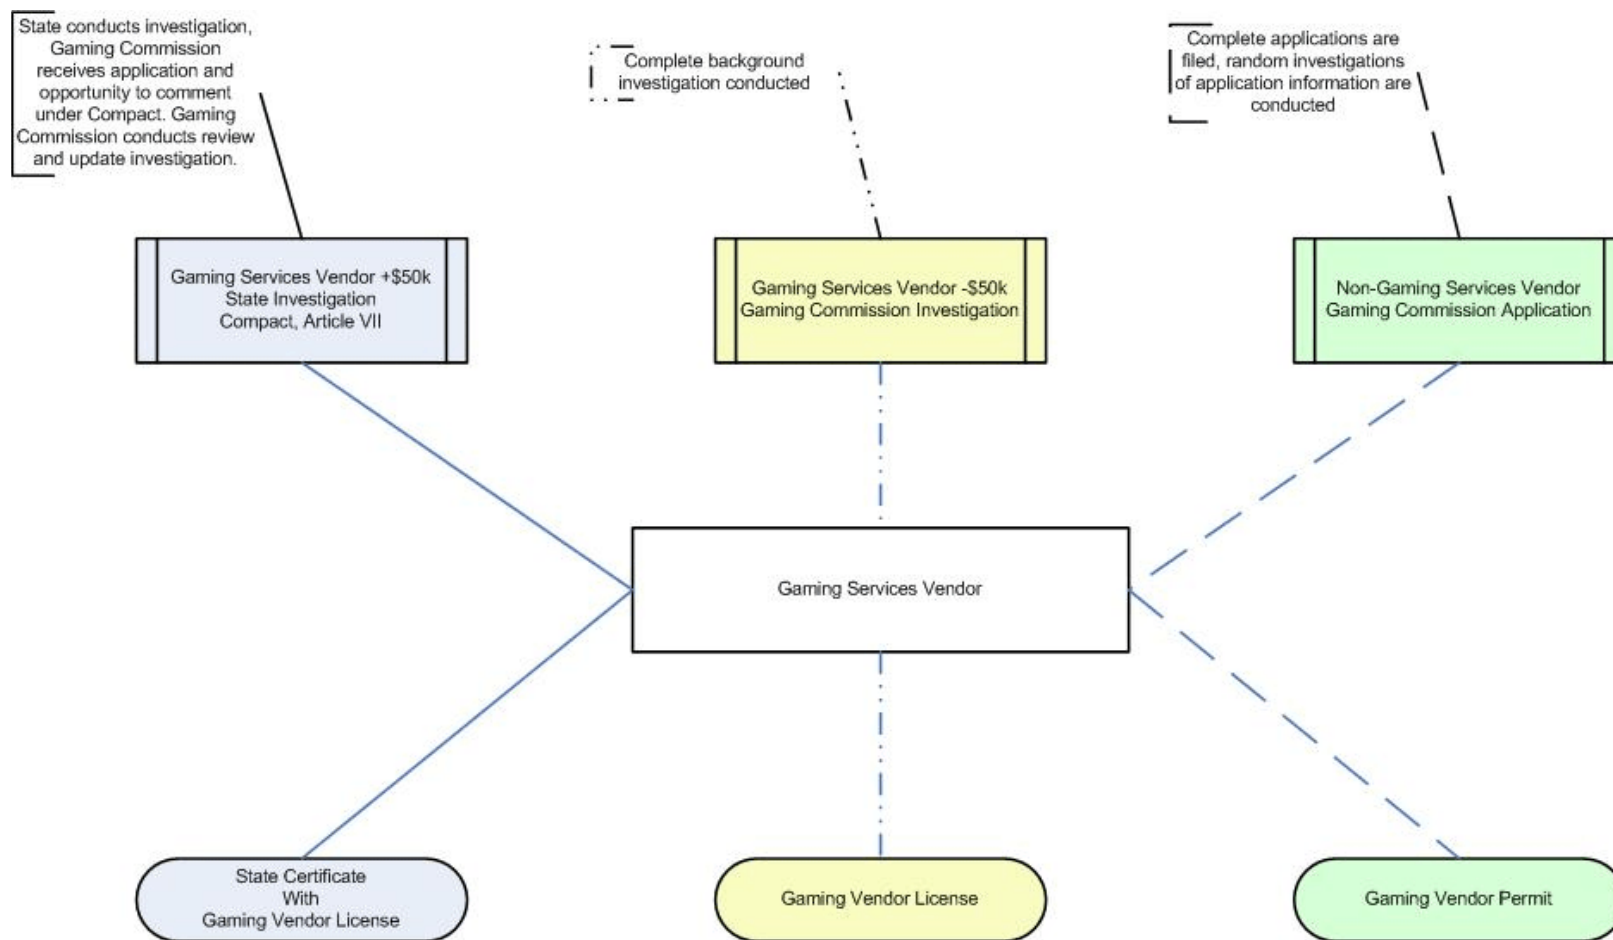 State conducts investigation,
Gaming Commission
receives application and
opportunity to comment
under Compact. Gaming
Commission conducts review
and update investigation.
Complete background
investigation conducted
Complete applications are
filed, random investigations
of application information are
conducted
Gaming Services Vendor +$50k
State Investigation
Compact, Article VII
Gaming Services Vendor -$50k
Gaming Commission Investigation
Non-Gaming Services Vendor
Gaming Commission Application
Gaming Services Vendor
State Certificate
With
Gaming Vendor License
Gaming Vendor License
Gaming Vendor Permit